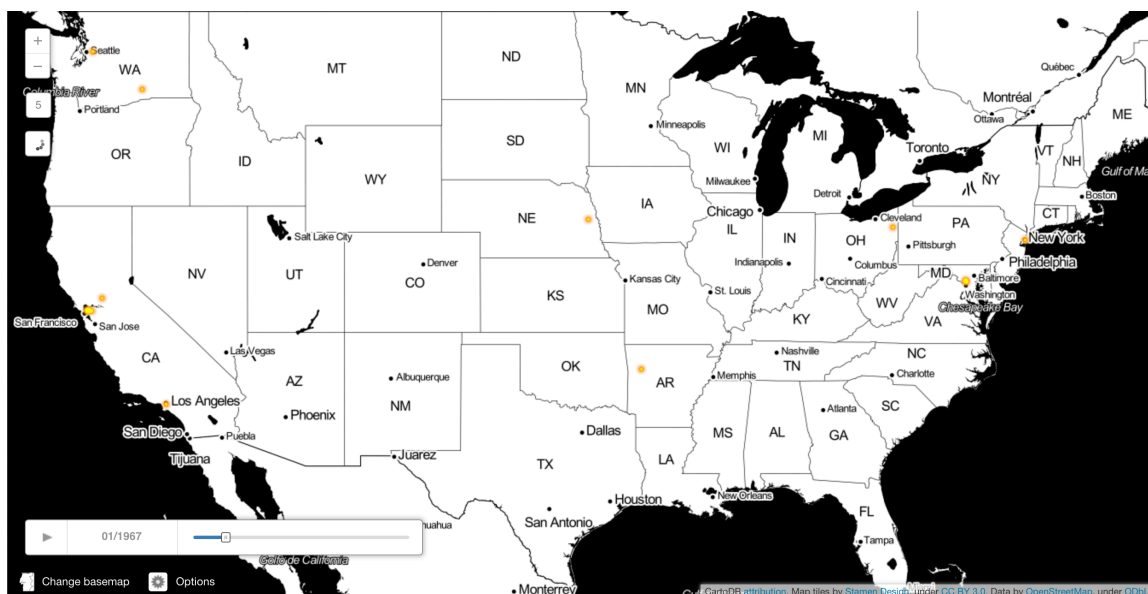 +
−
5
Seattle
WA
Columbia River
Portland
OR
MT
ID
WY
ND
SD
NE
MN
Minneapolis
WI
Milwaukee
MI
Detroit
Chicago
IA
IL
IN
Indianapolis
OH
Cleveland
Columbus
Cincinnati
PA
Pittsburgh
Québec
Montréal
Ottawa
Toronto
ME
VT
NH
NY
Boston
CT
New York
Philadelphia
MD
Baltimore
Washington
Chesapeake Bay
WV
VA
Salt Lake City
NV
UT
Denver
CO
KS
Kansas City
MO
St. Louis
KY
San Francisco
San Jose
CA
Las Vegas
Los Angeles
San Diego
Tijuana
Puebla
AZ
Phoenix
Albuquerque
NM
Juarez
OK
AR
Memphis
Nashville
TN
NC
Charlotte
SC
Atlanta
GA
AL
MS
LA
New Orleans
TX
Dallas
Houston
San Antonio
FL
Tampa
Monterrey
Golfo de California
01/1967
Change basemap
Options
CartoDB attribution. Map tiles by Stamen Design, under CC BY 3.0. Data by OpenStreetMap, under ODbL